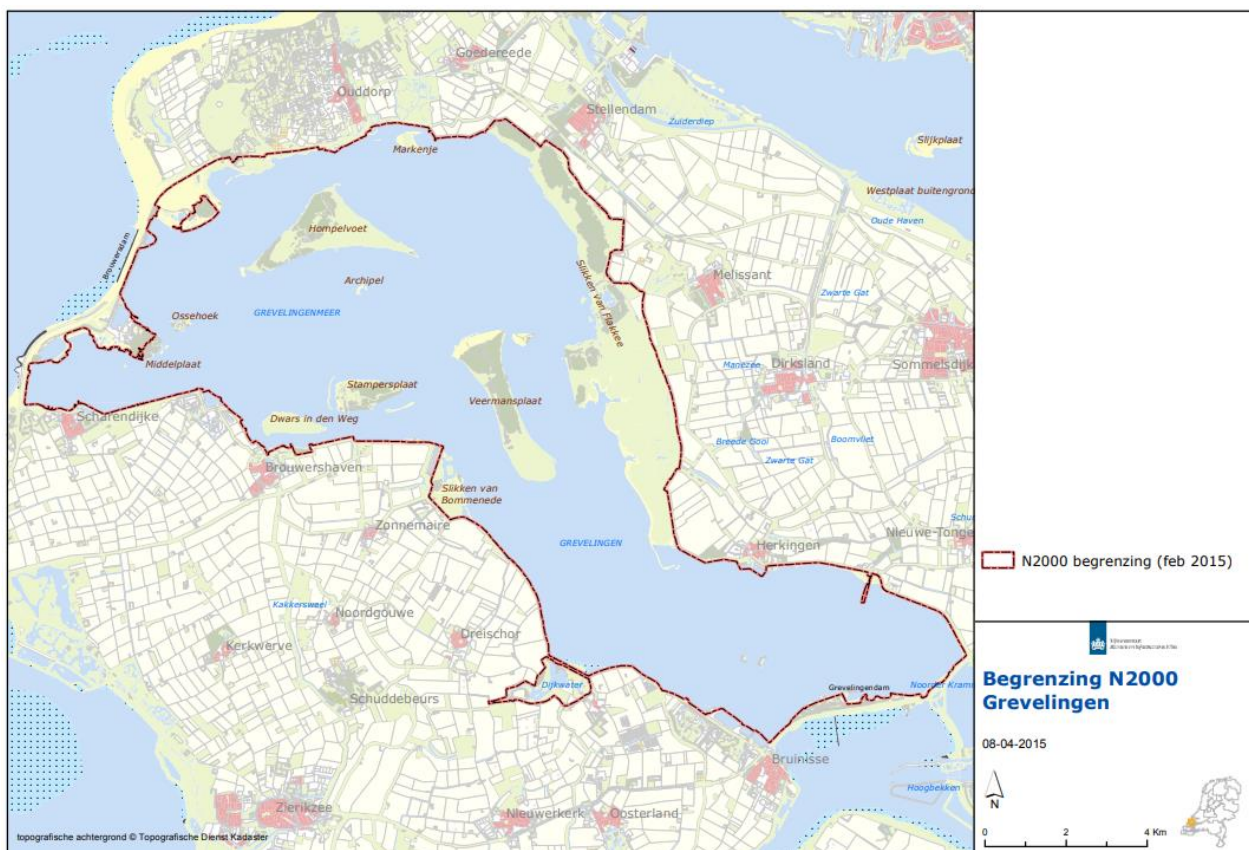 Goedereede
Ouddorp
Stellendam
Zuiderdiep
Slijkplaat
Markenje
Westplaat buitengrond
Oude Haven
Hompelvoet
Brouwersdam
Archipel
Slikken van Flakkee
Melissant
Zwarte Gat
Ossehoek
GREVELINGENMEER
Middelplaat
Manezee
Dirksland
Sommelsdijk
Stampersplaat
Veermansplaat
Scharendijke
Dwars in den Weg
Breede Gooi
Boomvliet
Zwarte Gat
Brouwershaven
Slikken van
Bommenede
Zonnemaire
GREVELINGEN
Herkingen
Nieuwe-Tonge
N2000 begrenzing (feb 2015)
Kakkersweel
Noordgouwe
Dreischor
Kerkwerve
Dijkwater
Schuddebeurs
Grevelingendam
Noorder Kram
Bruinisse
Hoogbekken
Zierikzee
Nieuwerkerk
Oosterland
topografische achtergrond © Topografische Dienst Kadaster
Begrenzing N2000
Grevelingen
08-04-2015
N
0 2 4 Km